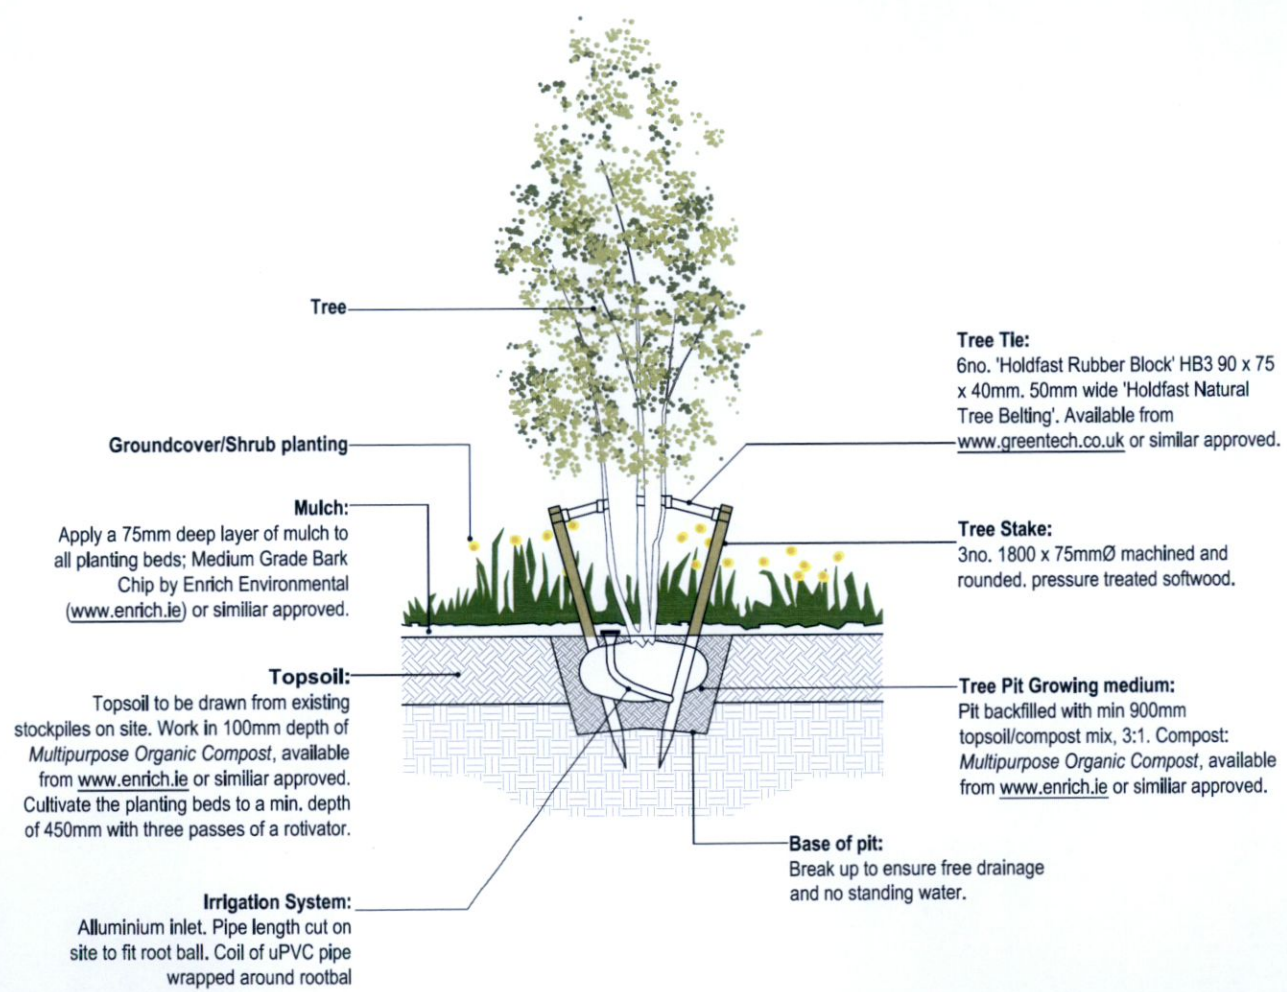 Tree
Groundcover/Shrub planting
Mulch:
Apply a 75mm deep layer of mulch to
all planting beds; Medium Grade Bark
Chip by Enrich Environmental
(www.enrich.ie) or similiar approved.
Topsoil:
Topsoil to be drawn from existing
stockpiles on site. Work in 100mm depth of
Multipurpose Organic Compost, available
from www.enrich.ie or similiar approved.
Cultivate the planting beds to a min. depth
of 450mm with three passes of a rotivator.
Irrigation System:
Alluminium inlet. Pipe length cut on
site to fit root ball. Coil of uPVC pipe
wrapped around rootbal
Tree Tie:
6no. 'Holdfast Rubber Block' HB3 90 x 75
x 40mm. 50mm wide 'Holdfast Natural
Tree Belting'. Available from
www.greentech.co.uk or similar approved.
Tree Stake:
3no. 1800 x 75mmØ machined and
rounded, pressure treated softwood.
Tree Pit Growing medium:
Pit backfilled with min 900mm
topsoil/compost mix, 3:1. Compost:
Multipurpose Organic Compost, available
from www.enrich.ie or similiar approved.
Base of pit:
Break up to ensure free drainage
and no standing water.